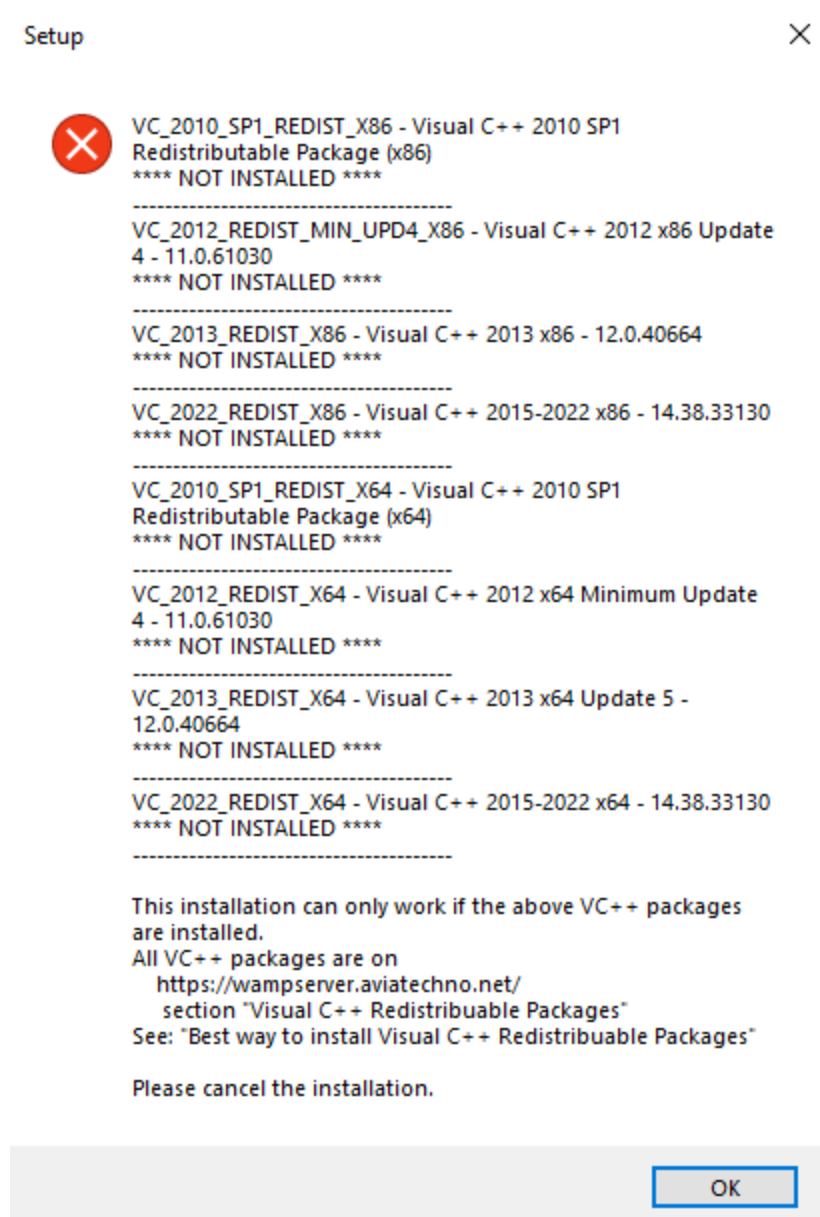 Setup
VC_2010_SP1_REDIST_X86 - Visual C++ 2010 SP1
Redistributable Package (x86)
**** NOT INSTALLED ****
----------------------------------------
VC_2012_REDIST_MIN_UPD4_X86 - Visual C++ 2012 x86 Update
4 - 11.0.61030
**** NOT INSTALLED ****
----------------------------------------
VC_2013_REDIST_X86 - Visual C++ 2013 x86 - 12.0.40664
**** NOT INSTALLED ****
----------------------------------------
VC_2022_REDIST_X86 - Visual C++ 2015-2022 x86 - 14.38.33130
**** NOT INSTALLED ****
----------------------------------------
VC_2010_SP1_REDIST_X64 - Visual C++ 2010 SP1
Redistributable Package (x64)
**** NOT INSTALLED ****
----------------------------------------
VC_2012_REDIST_X64 - Visual C++ 2012 x64 Minimum Update
4 - 11.0.61030
**** NOT INSTALLED ****
----------------------------------------
VC_2013_REDIST_X64 - Visual C++ 2013 x64 Update 5 -
12.0.40664
**** NOT INSTALLED ****
----------------------------------------
VC_2022_REDIST_X64 - Visual C++ 2015-2022 x64 - 14.38.33130
**** NOT INSTALLED ****
----------------------------------------
This installation can only work if the above VC++ packages
are installed.
All VC++ packages are on
https://wampserver.aviatechno.net/
section "Visual C++ Redistribuable Packages"
See: "Best way to install Visual C++ Redistribuable Packages"
Please cancel the installation.
OK